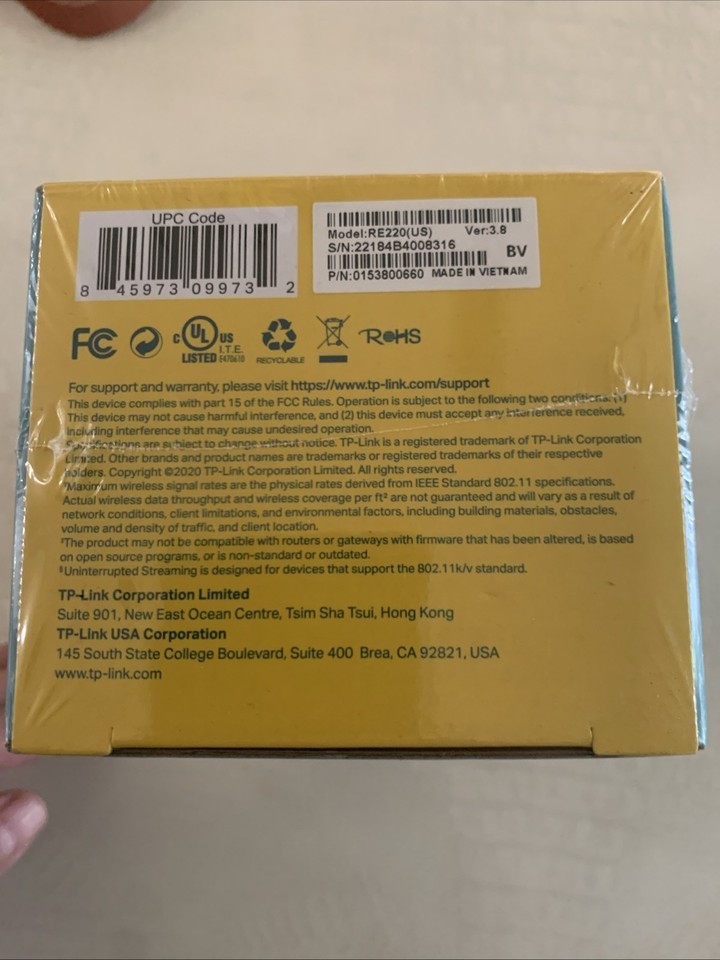 UPC Code
8 45973 09973 2
Model:RE220(US) Ver:3.8
S/N:22184B4008316
BV
P/N:0153800660 MADE IN VIETNAM
FC
c UL US
LISTED I.T.E. E470610
RECYCLABLE
RoHS
For support and warranty, please visit https://www.tp-link.com/support
This device complies with part 15 of the FCC Rules. Operation is subject to the following two conditions: (1)
This device may not cause harmful interference, and (2) this device must accept any interference received,
including interference that may cause undesired operation.
Specifications are subject to change without notice. TP-Link is a registered trademark of TP-Link Corporation
Limited. Other brands and product names are trademarks or registered trademarks of their respective
holders. Copyright ©2020 TP-Link Corporation Limited. All rights reserved.
Maximum wireless signal rates are the physical rates derived from IEEE Standard 802.11 specifications.
Actual wireless data throughput and wireless coverage per ft² are not guaranteed and will vary as a result of
network conditions, client limitations, and environmental factors, including building materials, obstacles,
volume and density of traffic, and client location.
The product may not be compatible with routers or gateways with firmware that has been altered, is based
on open source programs, or is non-standard or outdated.
Uninterrupted Streaming is designed for devices that support the 802.11k/v standard.
TP-Link Corporation Limited
Suite 901, New East Ocean Centre, Tsim Sha Tsui, Hong Kong
TP-Link USA Corporation
145 South State College Boulevard, Suite 400 Brea, CA 92821, USA
www.tp-link.com